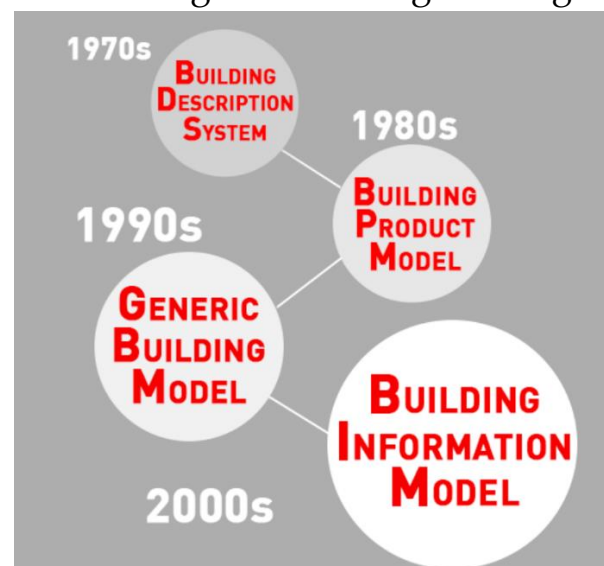 1970s
BUILDING
DESCRIPTION
SYSTEM
1980s
BUILDING
PRODUCT
MODEL
1990s
GENERIC
BUILDING
MODEL
BUILDING
INFORMATION
MODEL
2000s